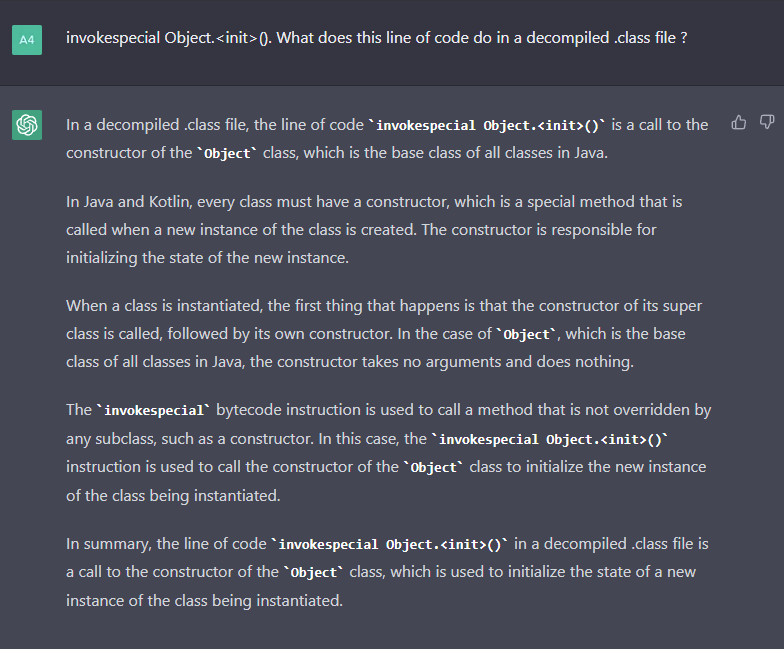 A4
invokespecial Object.<init>(). What does this line of code do in a decompiled .class file ?
In a decompiled .class file, the line of code `invokespecial Object.<init>()` is a call to the
constructor of the `Object` class, which is the base class of all classes in Java.
In Java and Kotlin, every class must have a constructor, which is a special method that is
called when a new instance of the class is created. The constructor is responsible for
initializing the state of the new instance.
When a class is instantiated, the first thing that happens is that the constructor of its super
class is called, followed by its own constructor. In the case of `Object`, which is the base
class of all classes in Java, the constructor takes no arguments and does nothing.
The `invokespecial` bytecode instruction is used to call a method that is not overridden by
any subclass, such as a constructor. In this case, the `invokespecial Object.<init>()`
instruction is used to call the constructor of the `Object` class to initialize the new instance
of the class being instantiated.
In summary, the line of code `invokespecial Object.<init>()` in a decompiled .class file is
a call to the constructor of the `Object` class, which is used to initialize the state of a new
instance of the class being instantiated.